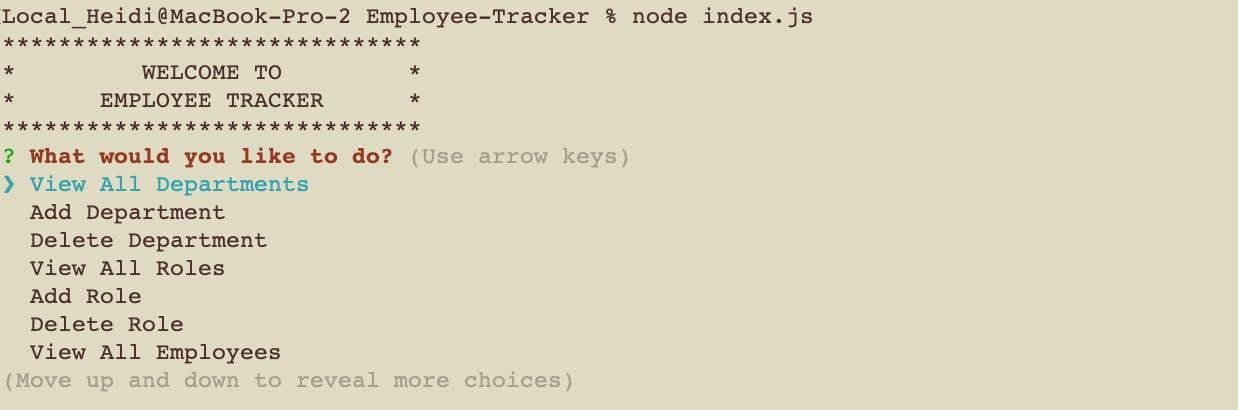 Local_Heidi@MacBook-Pro-2 Employee-Tracker % node index.js
******************************
*         WELCOME TO         *
*      EMPLOYEE TRACKER      *
******************************
? What would you like to do? (Use arrow keys)
❯ View All Departments
  Add Department
  Delete Department
  View All Roles
  Add Role
  Delete Role
  View All Employees
(Move up and down to reveal more choices)